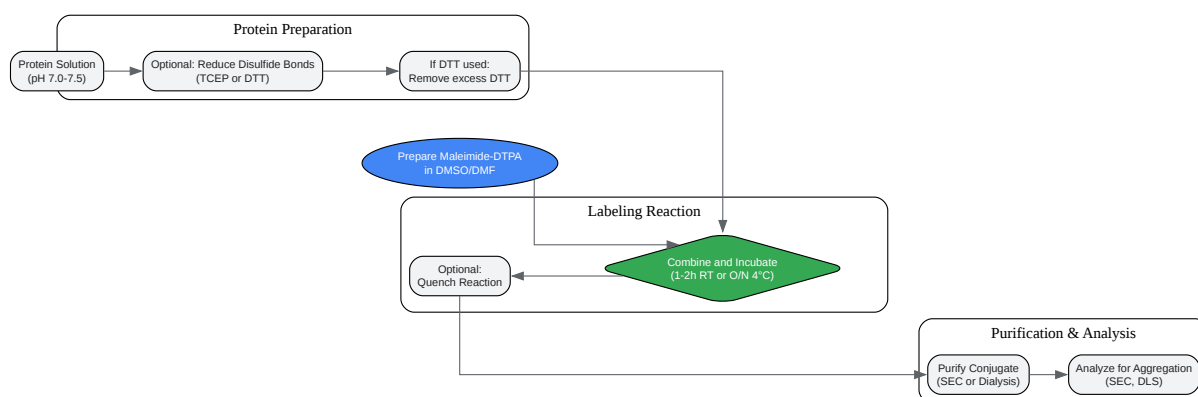 Protein Preparation
Protein Solution
(pH 7.0-7.5)
Optional: Reduce Disulfide Bonds
(TCEP or DTT)
If DTT used:
Remove excess DTT
Prepare Maleimide-DTPA
in DMSO/DMF
Labeling Reaction
Combine and Incubate
(1-2h RT or O/N 4°C)
Optional:
Quench Reaction
Purification & Analysis
Purify Conjugate
(SEC or Dialysis)
Analyze for Aggregation
(SEC, DLS)